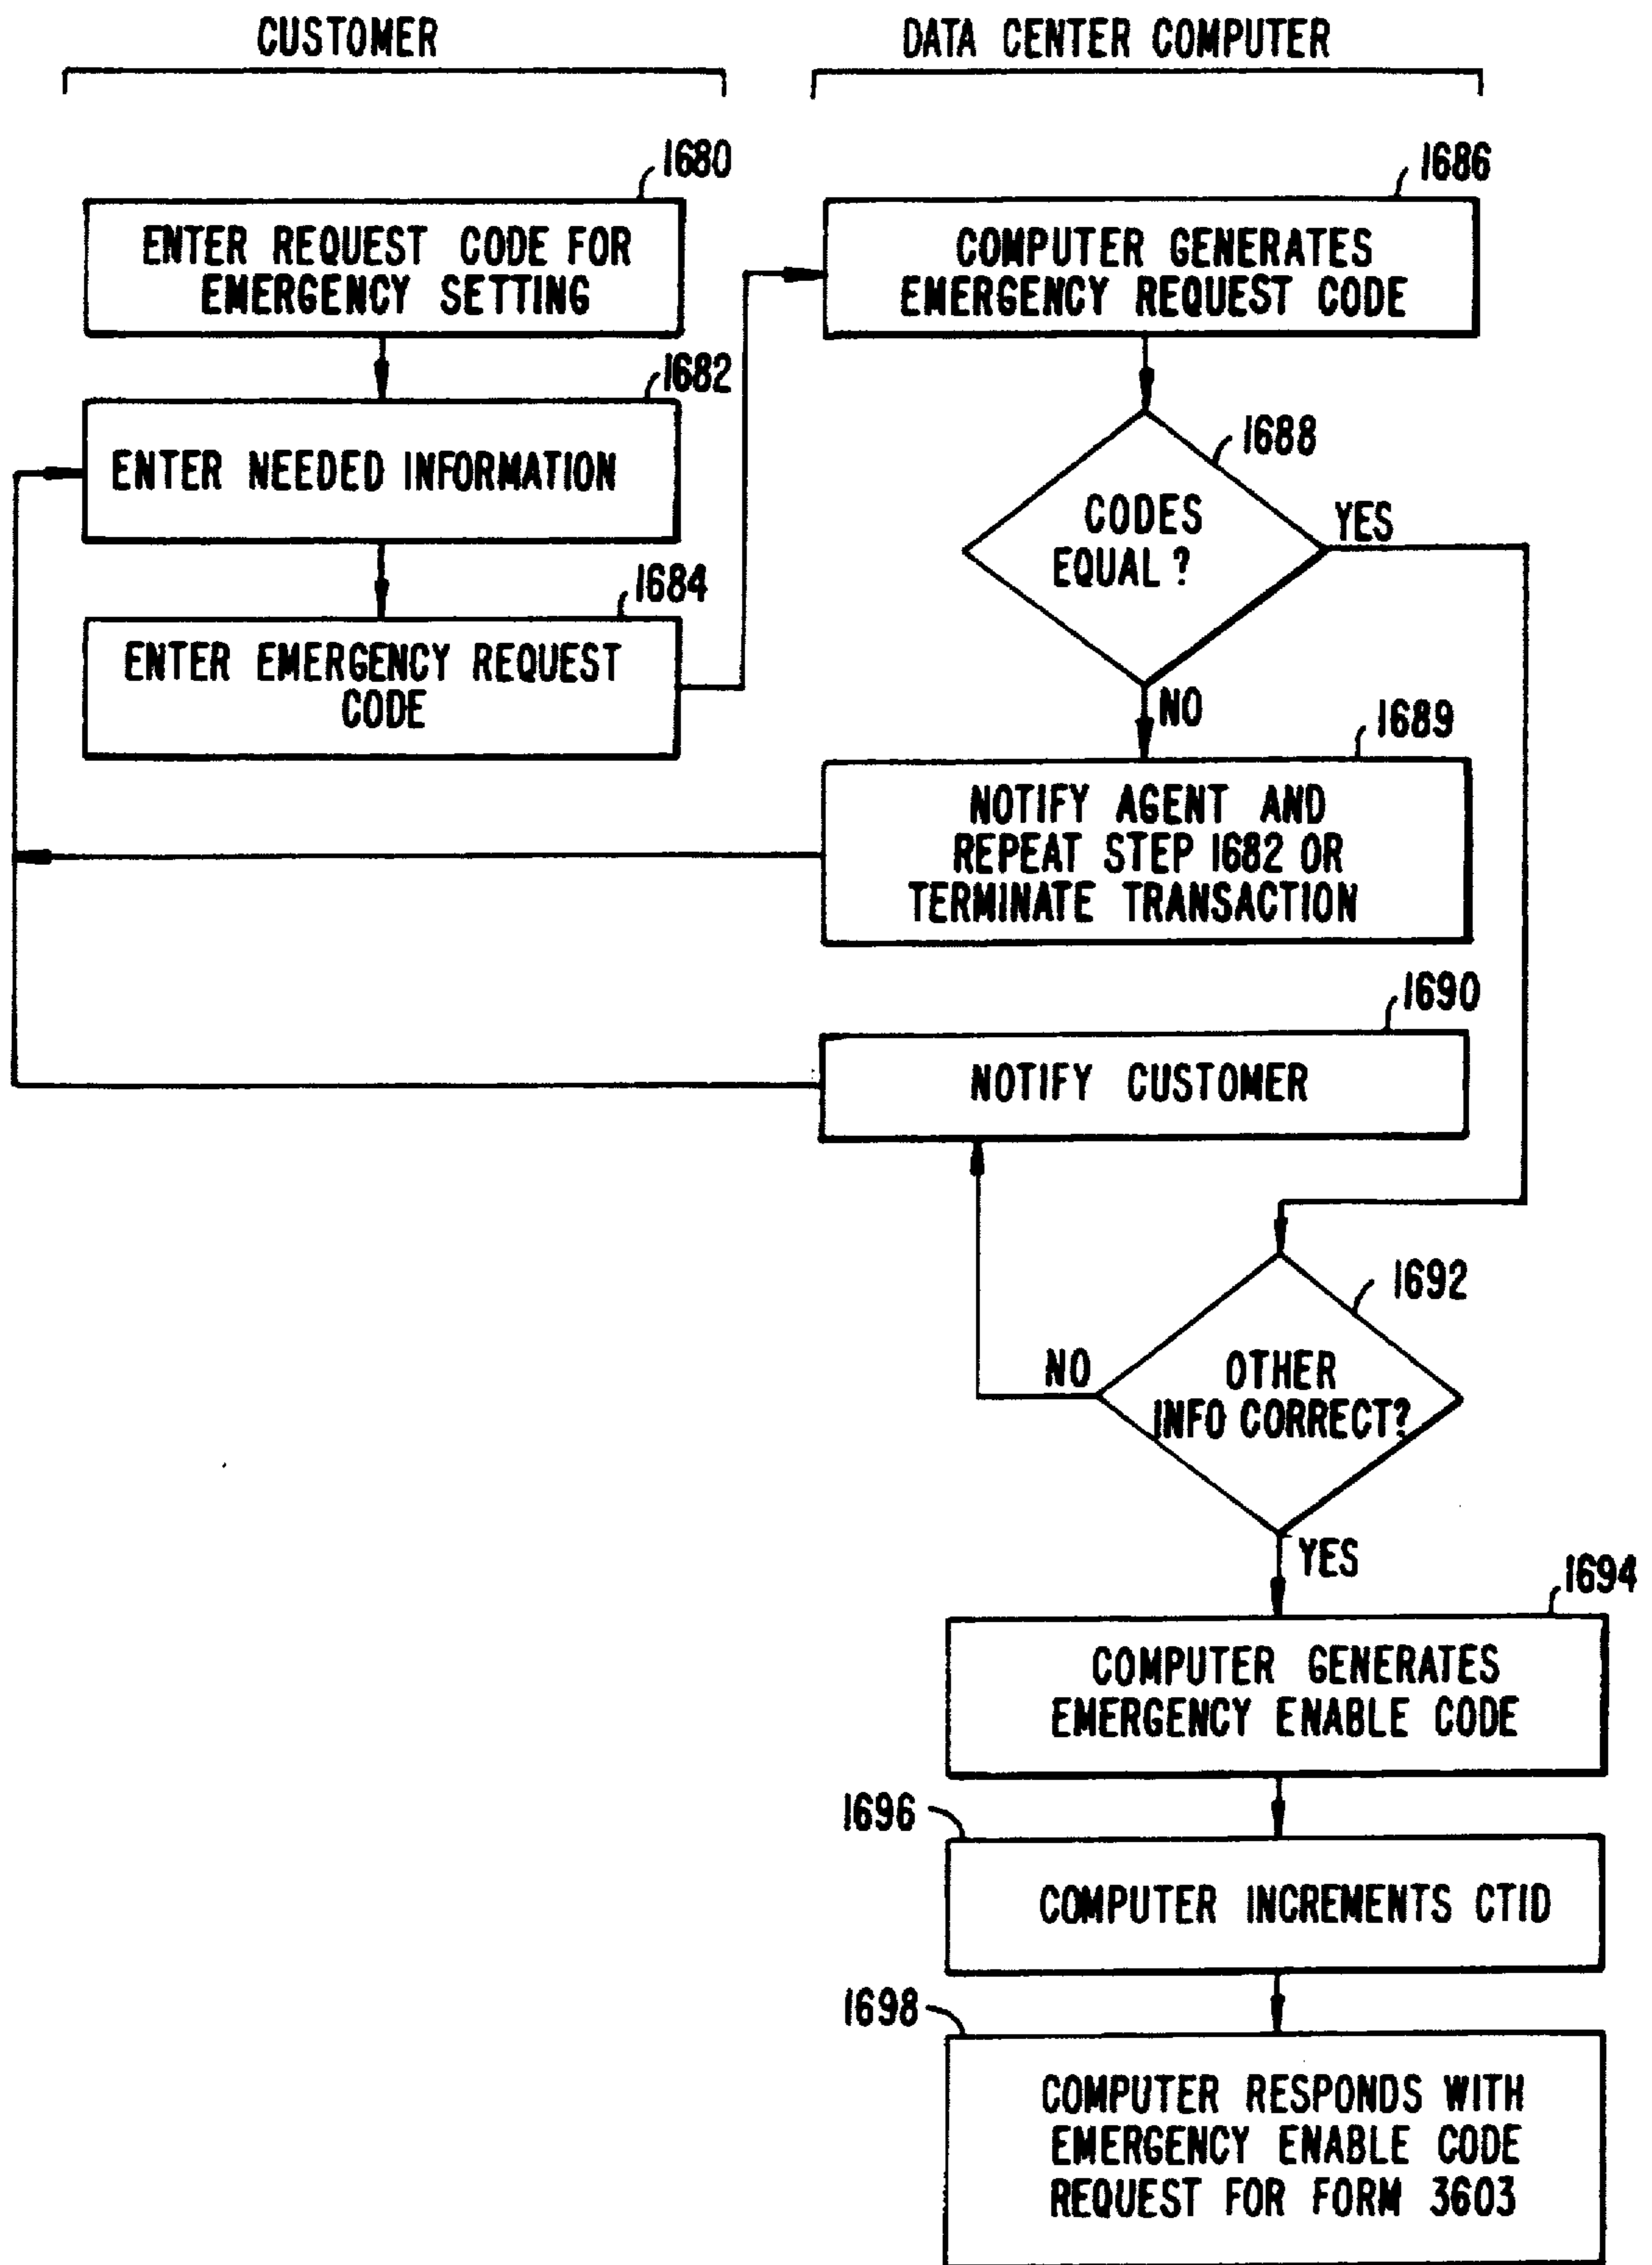 CUSTOMER
DATA CENTER COMPUTER
1680
ENTER REQUEST CODE FOR
EMERGENCY SETTING
1682
ENTER NEEDED INFORMATION
1684
ENTER EMERGENCY REQUEST
CODE
1686
COMPUTER GENERATES
EMERGENCY REQUEST CODE
1688
CODES
EQUAL?
YES
NO
1689
NOTIFY AGENT AND
REPEAT STEP 1682 OR
TERMINATE TRANSACTION
1690
NOTIFY CUSTOMER
1692
OTHER
INFO CORRECT?
NO
YES
1694
COMPUTER GENERATES
EMERGENCY ENABLE CODE
1696
COMPUTER INCREMENTS CTID
1698
COMPUTER RESPONDS WITH
EMERGENCY ENABLE CODE
REQUEST FOR FORM 3603